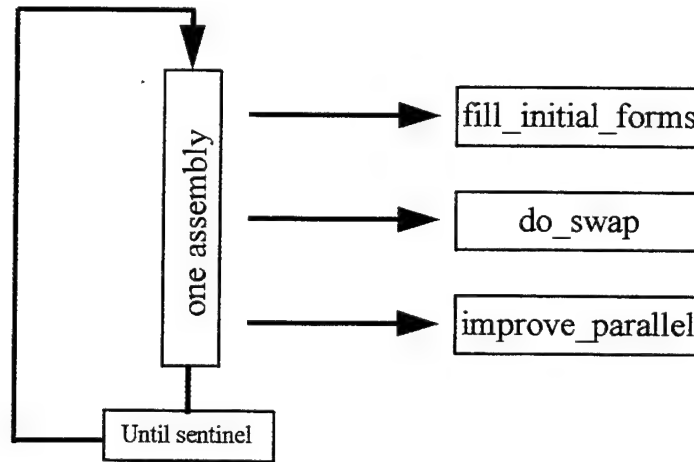 one assembly
fill_initial_forms
do_swap
improve_parallel
Until sentinel